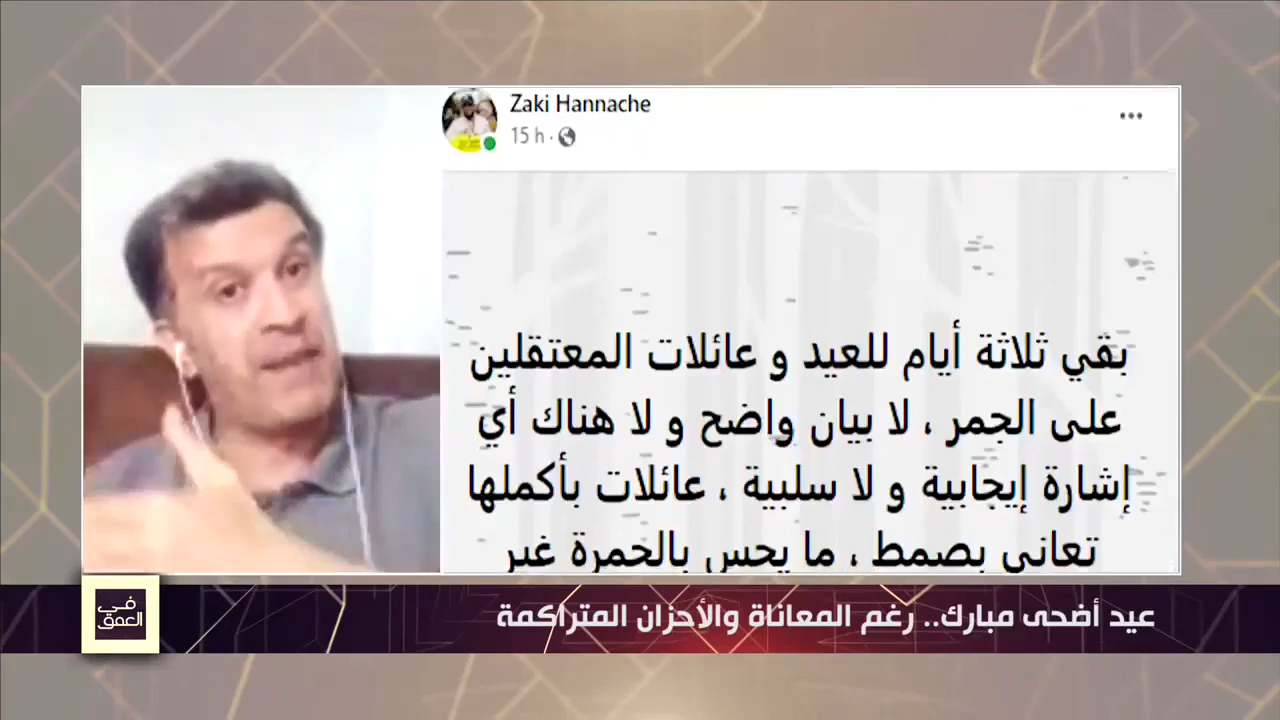 Zaki Hannache
15 h
بقي ثلاثة أيام للعيد و عائلات المعتقلين
على الجمر ، لا بيان واضح و لا هناك أي
إشارة إيجابية و لا سلبية ، عائلات بأكملها
تعاني بصمط ، ما يحس بالجمرة غير
عيد أضحى مبارك.. رغم المعاناة والأحزان المتراكمة
في
العمق